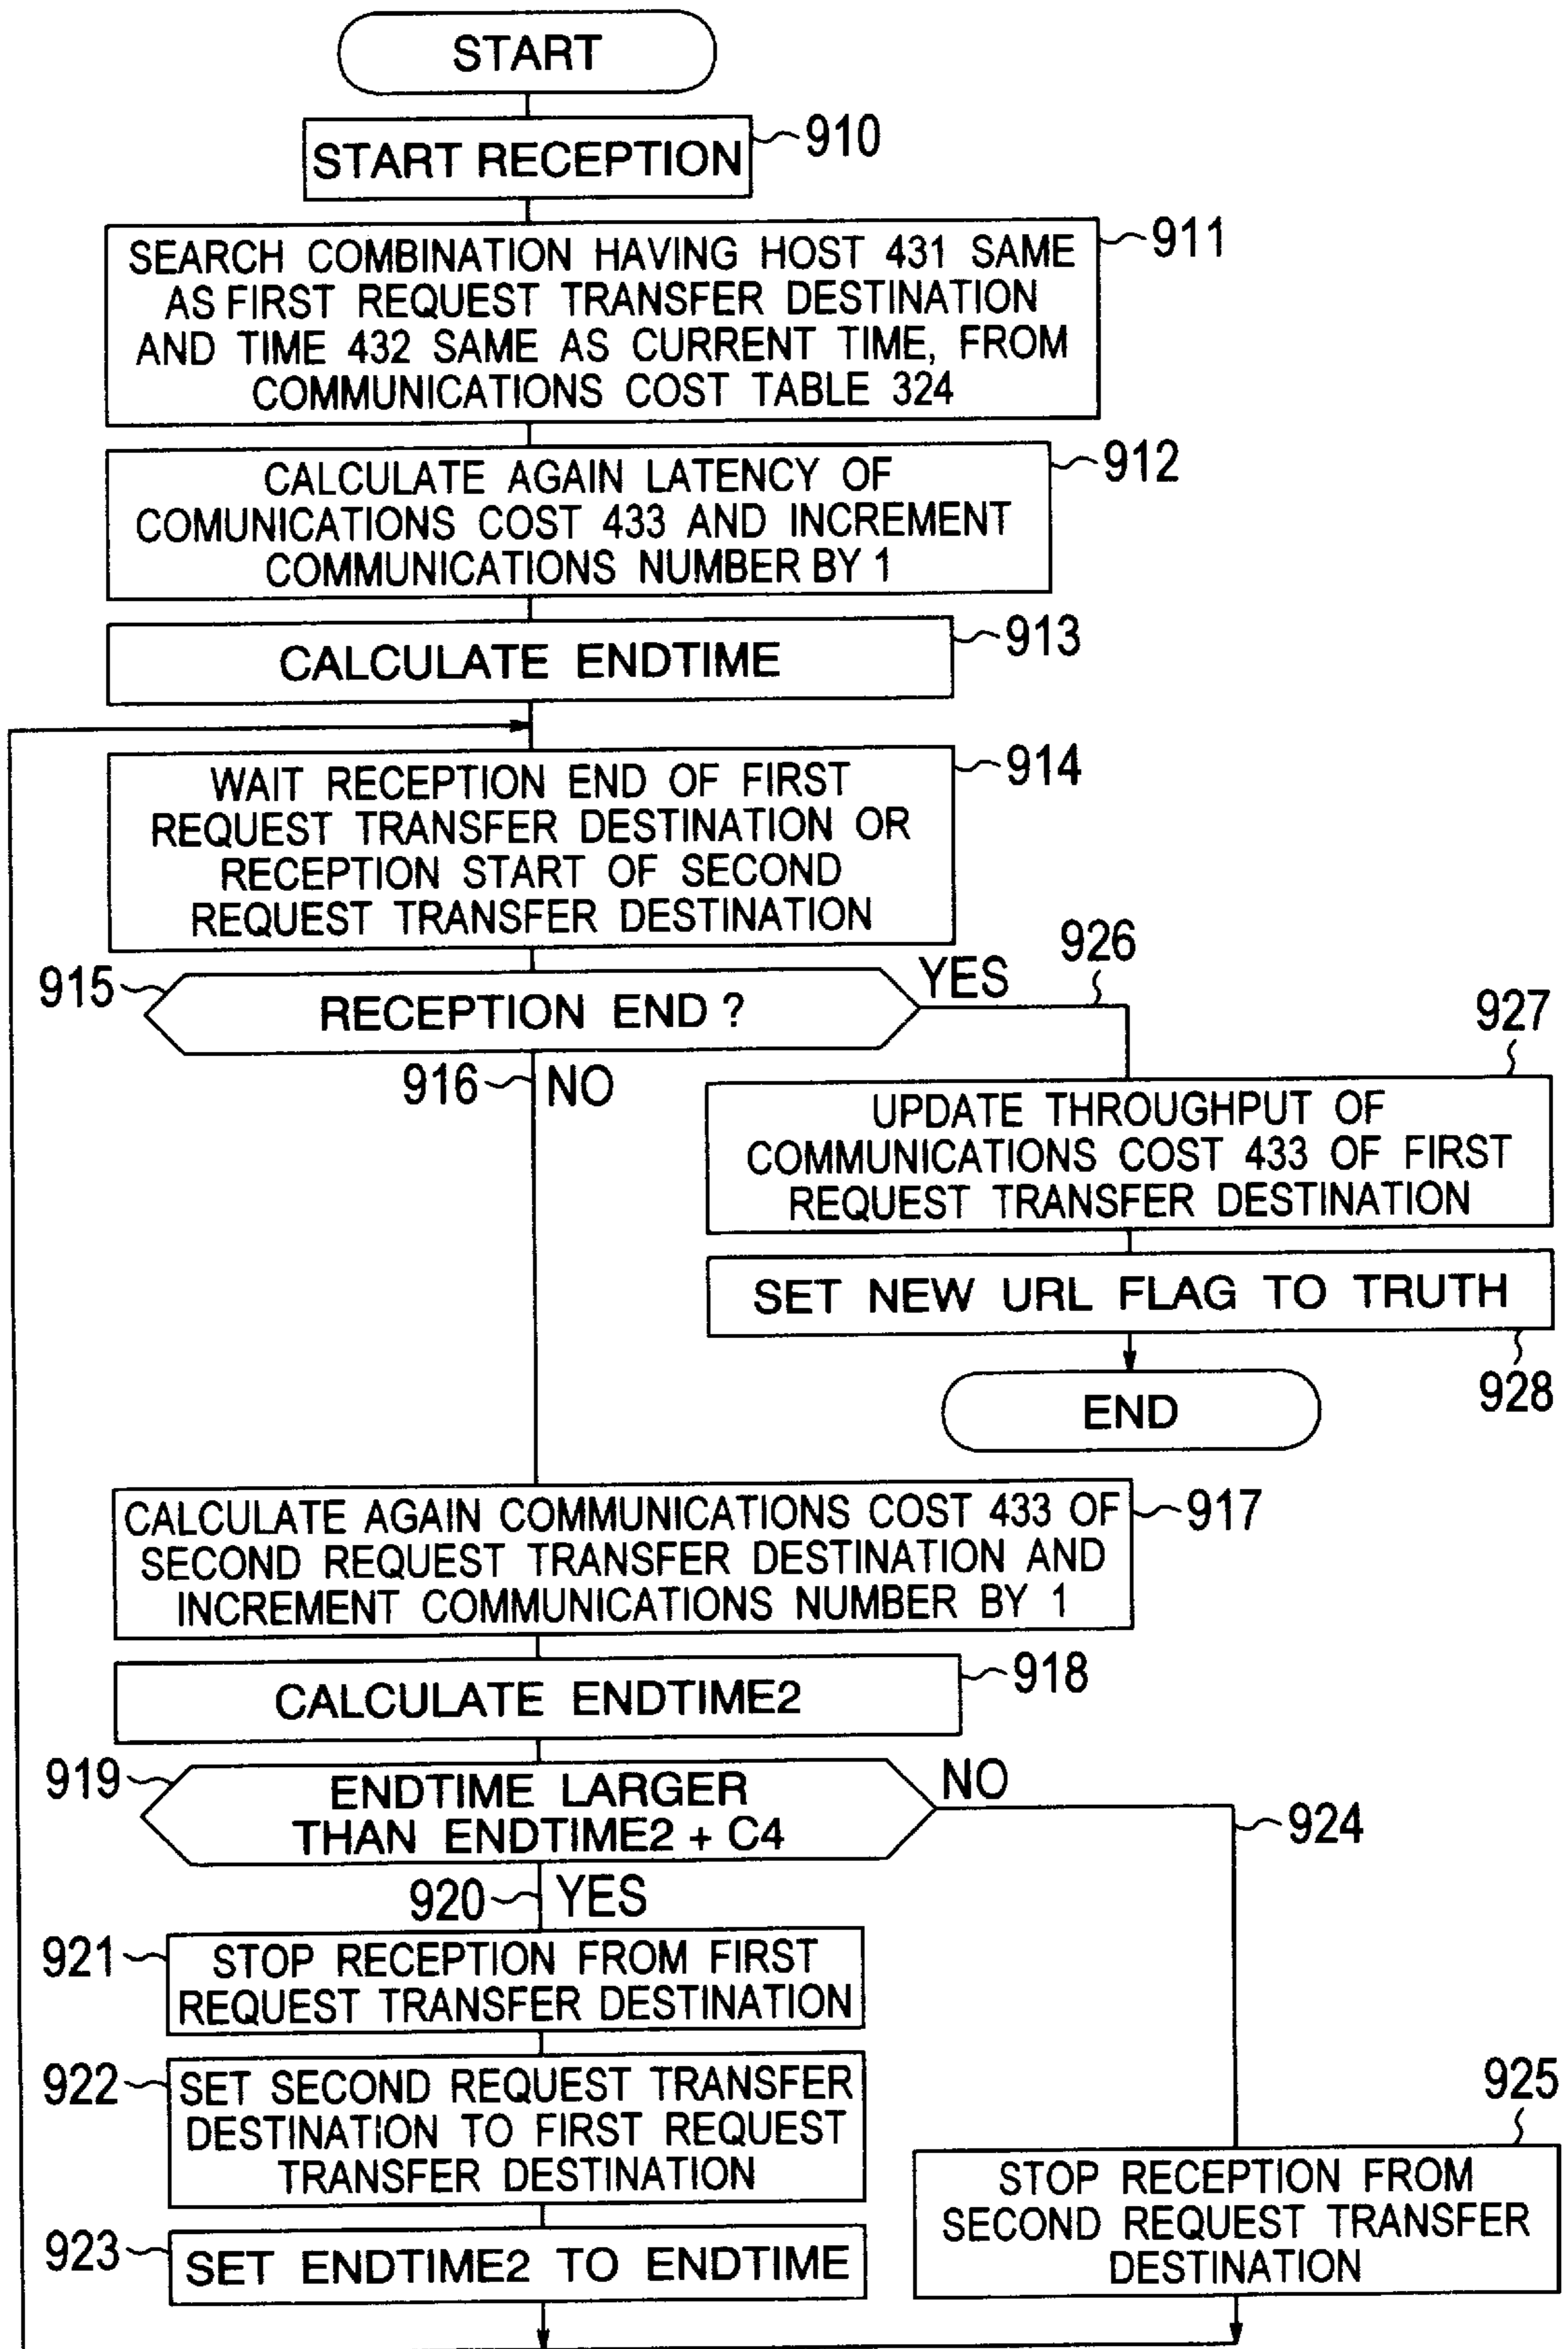 START
START RECEPTION
910
SEARCH COMBINATION HAVING HOST 431 SAME
AS FIRST REQUEST TRANSFER DESTINATION
AND TIME 432 SAME AS CURRENT TIME, FROM
COMMUNICATIONS COST TABLE 324
911
CALCULATE AGAIN LATENCY OF
COMUNICATIONS COST 433 AND INCREMENT
COMMUNICATIONS NUMBER BY 1
912
CALCULATE ENDTIME
913
WAIT RECEPTION END OF FIRST
REQUEST TRANSFER DESTINATION OR
RECEPTION START OF SECOND
REQUEST TRANSFER DESTINATION
914
915
RECEPTION END ?
YES
926
916
NO
927
UPDATE THROUGHPUT OF
COMMUNICATIONS COST 433 OF FIRST
REQUEST TRANSFER DESTINATION
SET NEW URL FLAG TO TRUTH
928
END
CALCULATE AGAIN COMMUNICATIONS COST 433 OF
SECOND REQUEST TRANSFER DESTINATION AND
INCREMENT COMMUNICATIONS NUMBER BY 1
917
CALCULATE ENDTIME2
918
919
ENDTIME LARGER
THAN ENDTIME2 + C4
NO
924
920
YES
921
STOP RECEPTION FROM FIRST
REQUEST TRANSFER DESTINATION
922
SET SECOND REQUEST TRANSFER
DESTINATION TO FIRST REQUEST
TRANSFER DESTINATION
923
SET ENDTIME2 TO ENDTIME
925
STOP RECEPTION FROM
SECOND REQUEST TRANSFER
DESTINATION